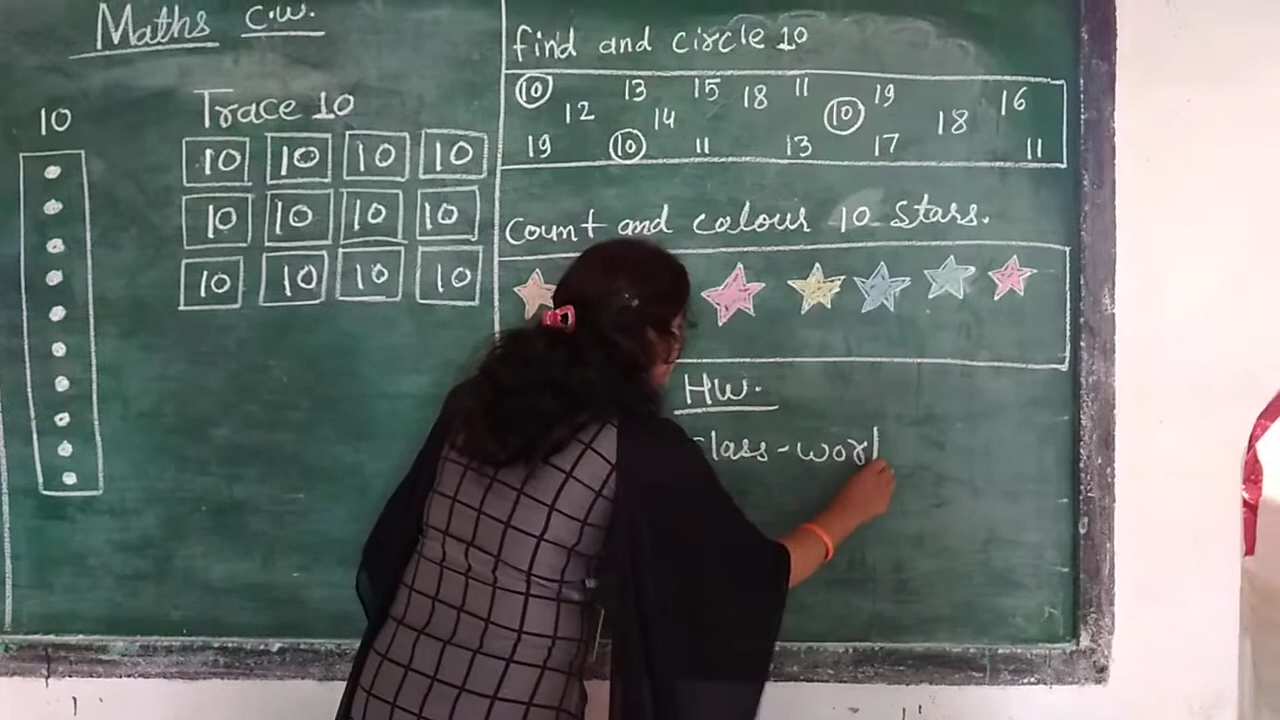 Maths C.W.
10
Trace 10
10 10 10 10
10 10 10 10
10 10 10 10
find and circle 10
10 13 15 18 11 19 16
12 14 10 18
19 10 11 13 17 11
Count and colour 10 stars.
HW.
class-wor